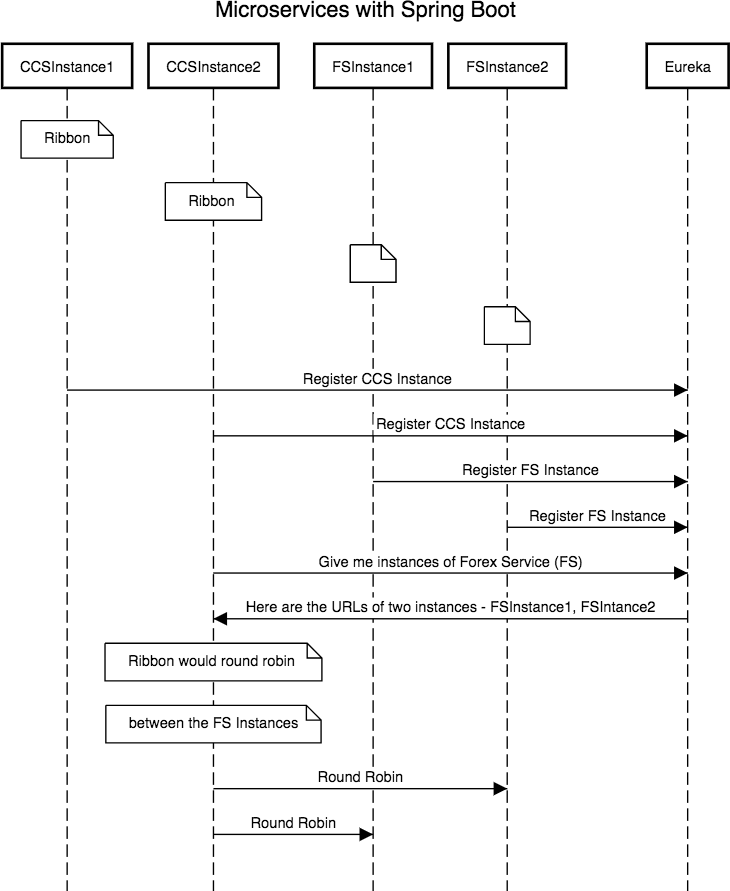 Microservices with Spring Boot
CCSInstance1
CCSInstance2
FSInstance1
FSInstance2
Eureka
Ribbon
Ribbon
Register CCS Instance
Register CCS Instance
Register FS Instance
Register FS Instance
Give me instances of Forex Service (FS)
Here are the URLs of two instances - FSInstance1, FSIntance2
Ribbon would round robin
between the FS Instances
Round Robin
Round Robin